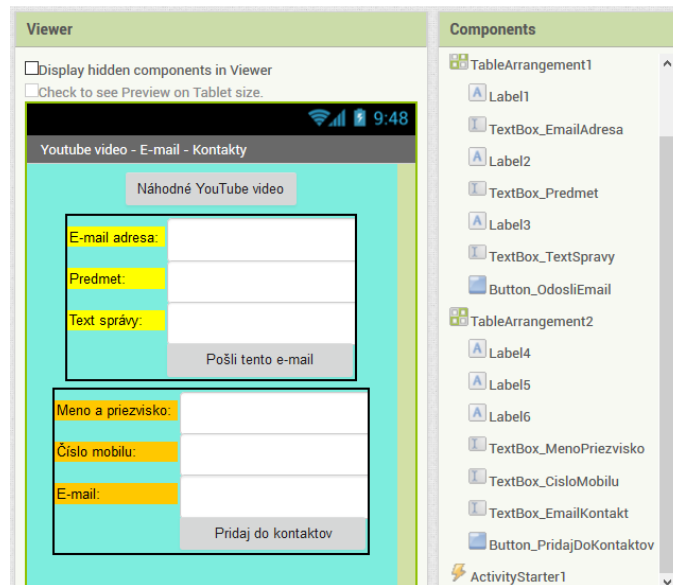 Viewer
Display hidden components in Viewer
Check to see Preview on Tablet size.
9:48
Youtube video - E-mail - Kontakty
Náhodné YouTube video
E-mail adresa:
Predmet:
Text správy:
Pošli tento e-mail
Meno a priezvisko:
Číslo mobilu:
E-mail:
Pridaj do kontaktov
Components
TableArrangement1
A Label1
TextBox_EmailAdresa
A Label2
TextBox_Predmet
A Label3
TextBox_TextSpravy
Button_OdosliEmail
TableArrangement2
A Label4
A Label5
A Label6
TextBox_MenoPriezvisko
TextBox_CisloMobilu
TextBox_EmailKontakt
Button_PridajDoKontaktov
ActivityStarter1